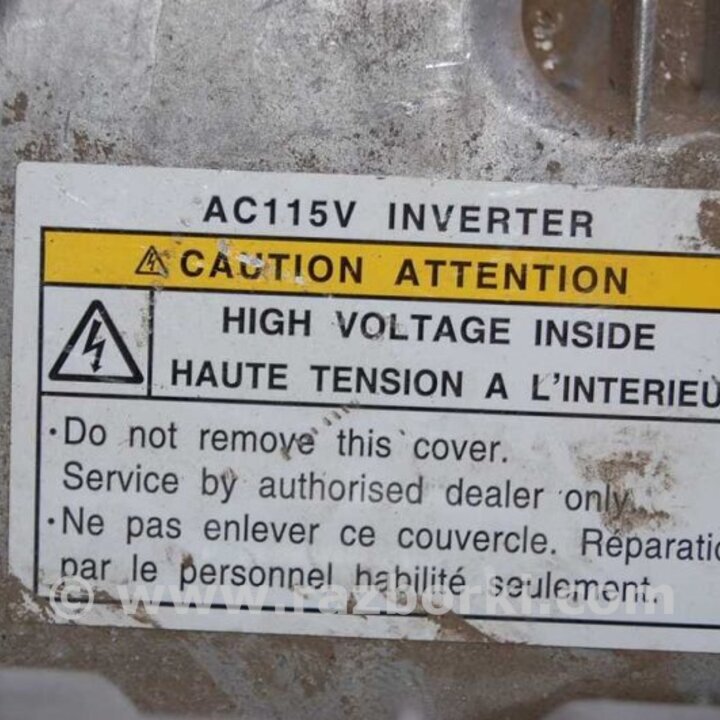 AC115V INVERTER
CAUTION ATTENTION
HIGH VOLTAGE INSIDE
HAUTE TENSION A L'INTERIEU
·Do not remove this cover.
Service by authorised dealer only.
·Ne pas enlever ce couvercle. Réparatio
par le personnel habilité seulement.
© www.razborki.com